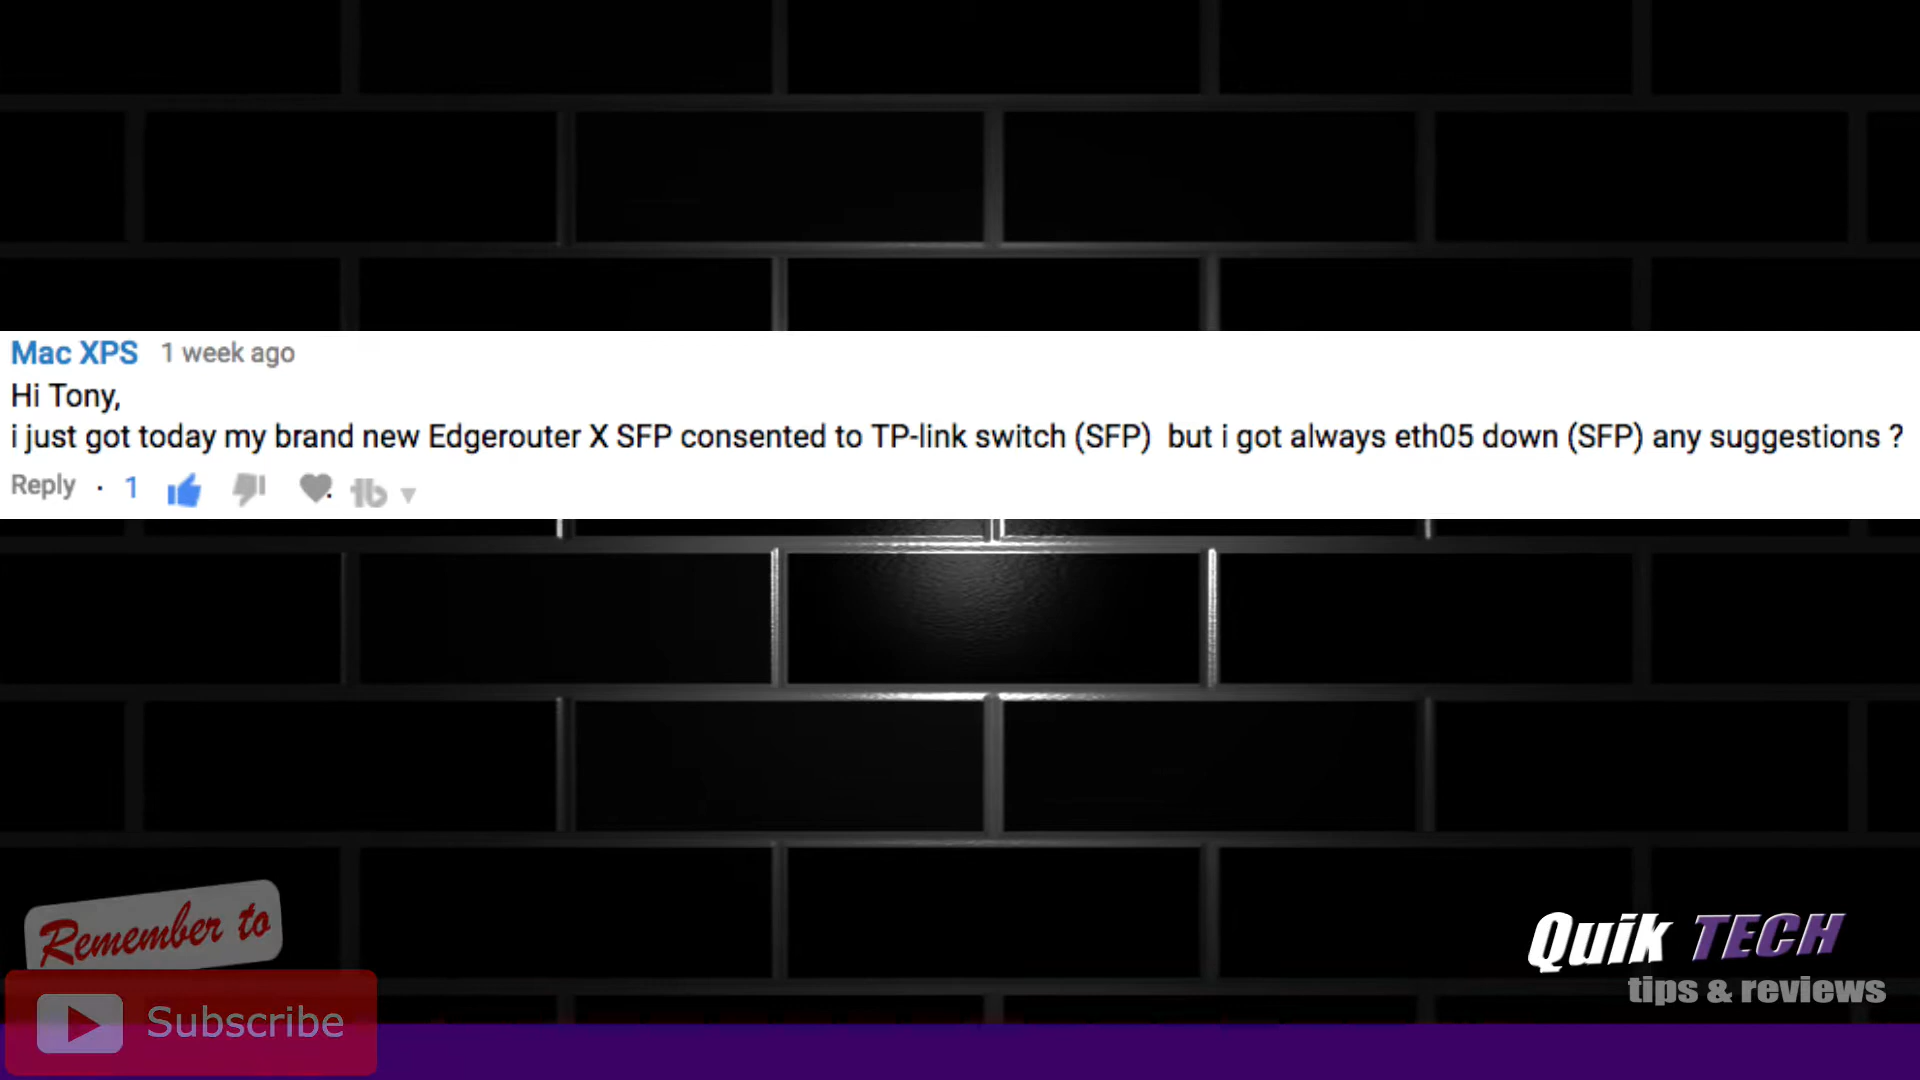 Mac XPS 1 week ago
Hi Tony,
i just got today my brand new Edgerouter X SFP consented to TP-link switch (SFP)  but i got always eth05 down (SFP) any suggestions ?
Reply · 1
Remember to
Subscribe
Quik TECH
tips & reviews